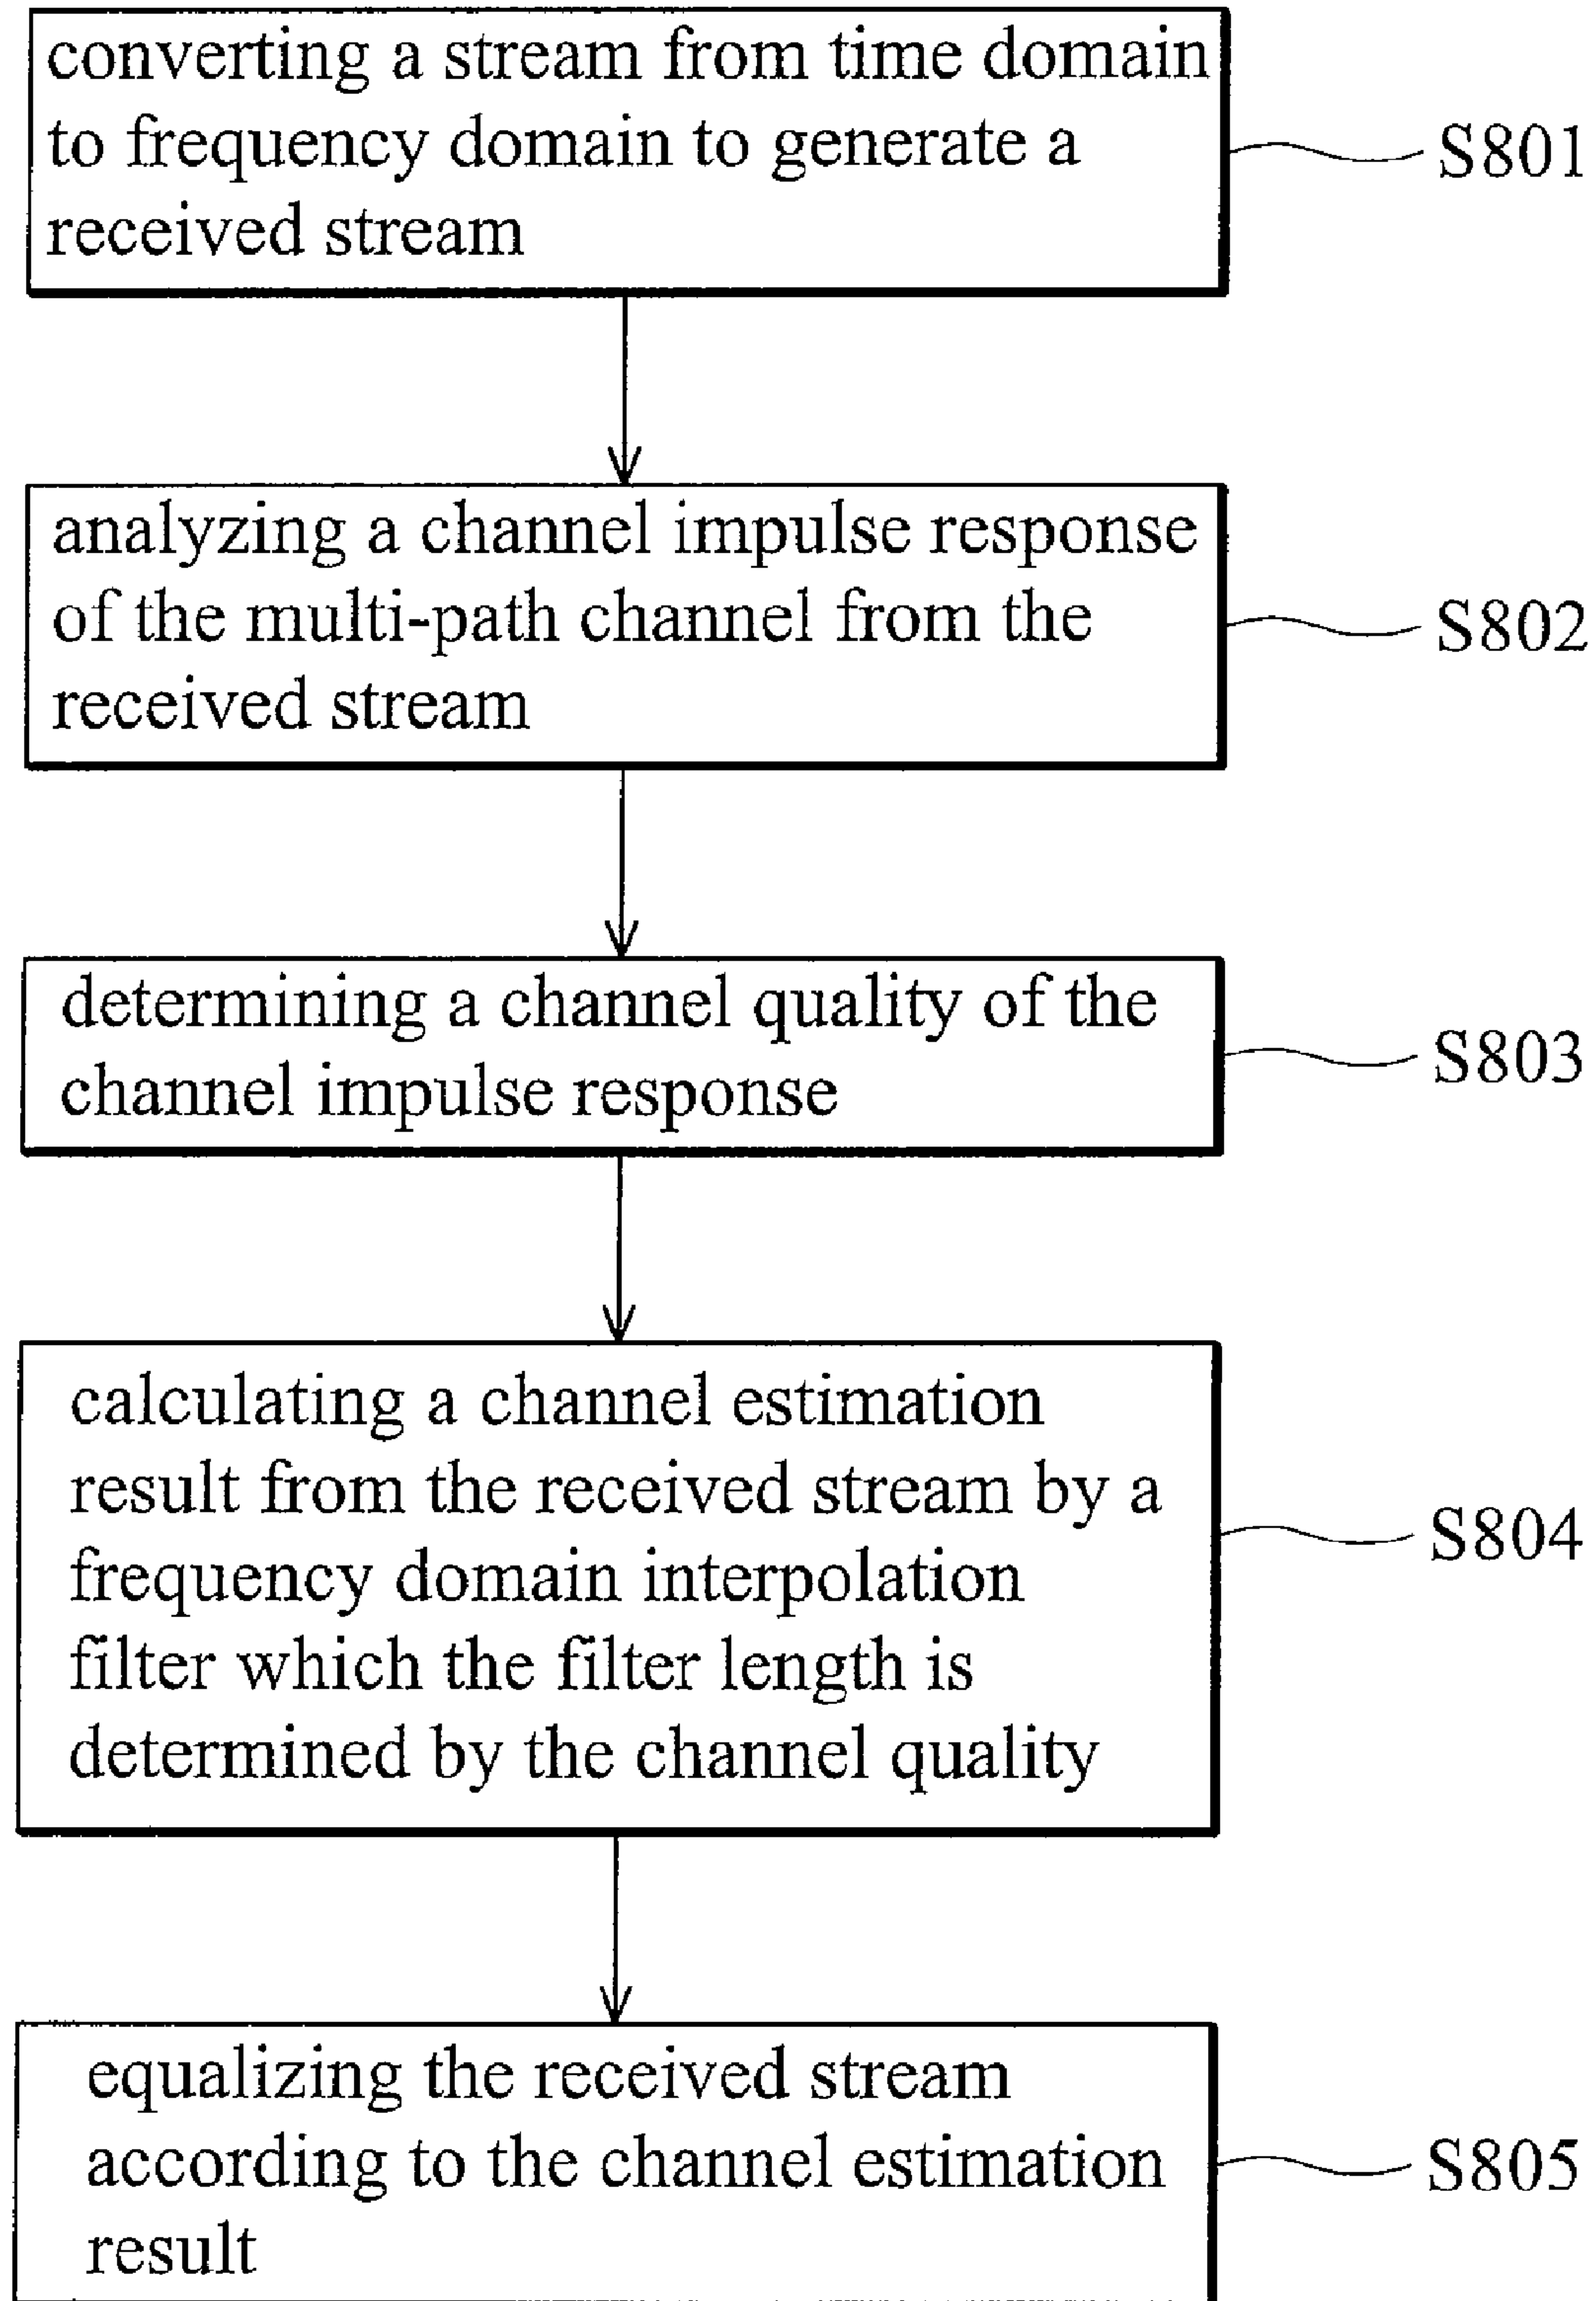 converting a stream from time domain
to frequency domain to generate a
received stream
S801
analyzing a channel impulse response
of the multi-path channel from the
received stream
S802
determining a channel quality of the
channel impulse response
S803
calculating a channel estimation
result from the received stream by a
frequency domain interpolation
filter which the filter length is
determined by the channel quality
S804
equalizing the received stream
according to the channel estimation
result
S805